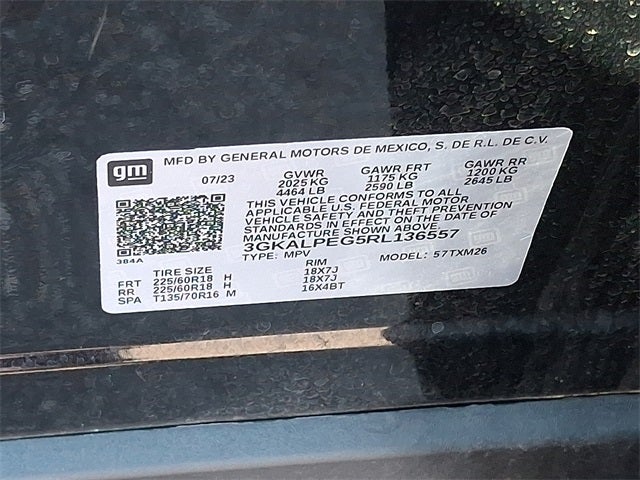 gm MFD BY GENERAL MOTORS DE MEXICO, S. DE R.L. DE C.V.
07/23 GVWR GAWR FRT GAWR RR
2025 KG 1175 KG 1200 KG
4464 LB 2590 LB 2645 LB
THIS VEHICLE CONFORMS TO ALL
APPLICABLE U.S. FEDERAL MOTOR
VEHICLE SAFETY AND THEFT PREVENTION
STANDARDS IN EFFECT ON THE DATE OF
MANUFACTURE SHOWN ABOVE.
3GKALPEG5RL136557
384A
TYPE: MPV MODEL: 57TXM26
TIRE SIZE RIM
FRT 225/60R18 H 18X7J
RR 225/60R18 H 18X7J
SPA T135/70R16 M 16X4BT